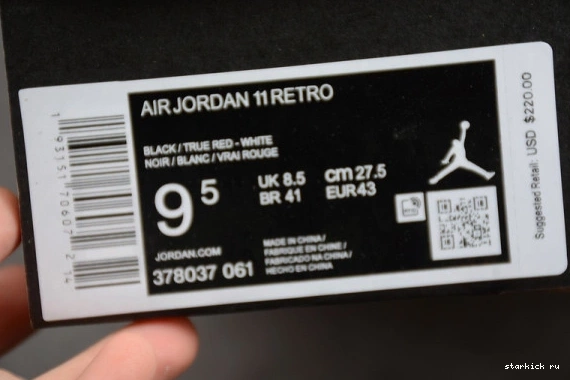 AIR JORDAN 11 RETRO
BLACK / TRUE RED - WHITE
NOIR / BLANC / VRAI ROUGE
9 5
UK 8.5
BR 41
cm 27.5
EUR 43
JORDAN.COM
378037 061
MADE IN CHINA /
FABRIQUE EN CHINE /
FABRICADO NA CHINA /
HECHO EN CHINA
Suggested Retail: USD $220.00
starkick ru